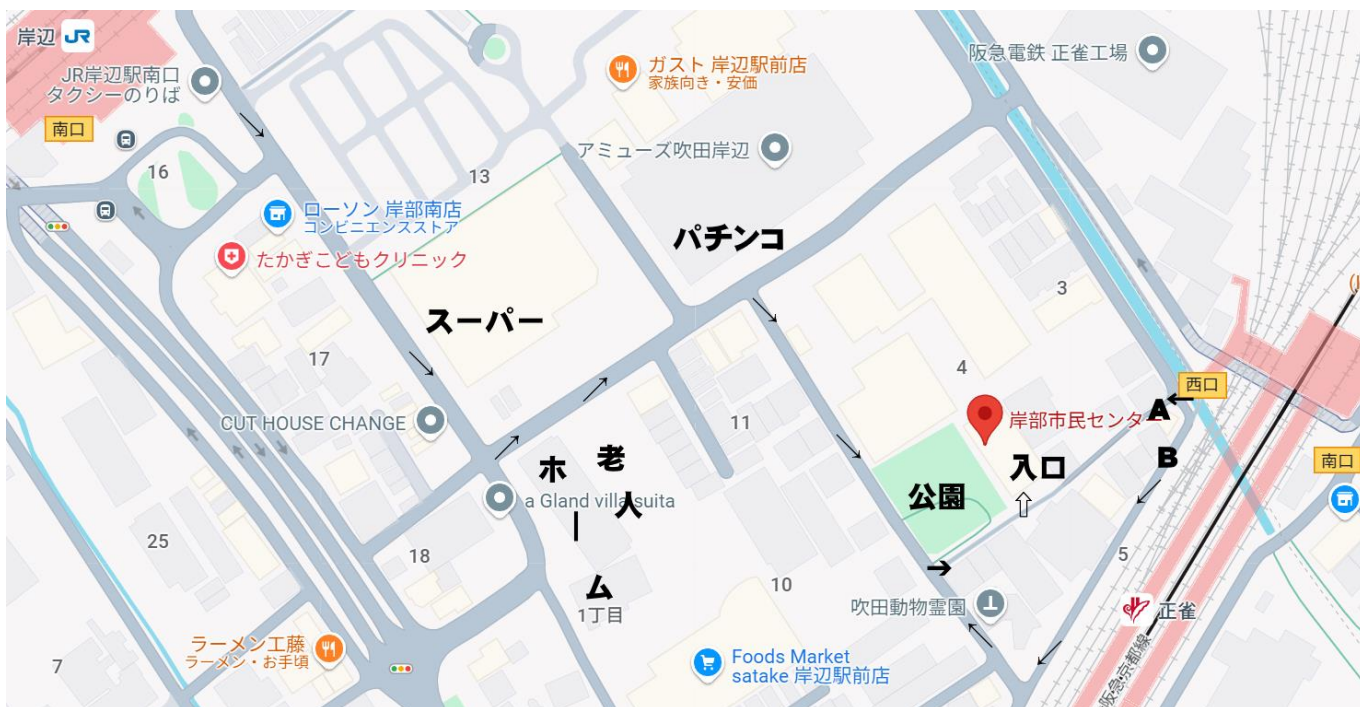 岸辺 JR
JR岸辺駅南口
タクシーのりば
南口
16
ガスト 岸辺駅前店
家族向き・安価
阪急電鉄 正雀工場
アミューズ吹田岸辺
13
ローソン 岸部南店
コンビニエンスストア
たかぎこどもクリニック
パチンコ
スーパー
3
17
4
西口
A
岸部市民センター
CUT HOUSE CHANGE
11
B
入口
南口
老人
ホーム
a Gland villa suita
公園
25
18
10
5
吹田動物霊園
正雀
1丁目
阪急京都線
ラーメン工藤
ラーメン・お手頃
7
Foods Market
satake 岸辺駅前店